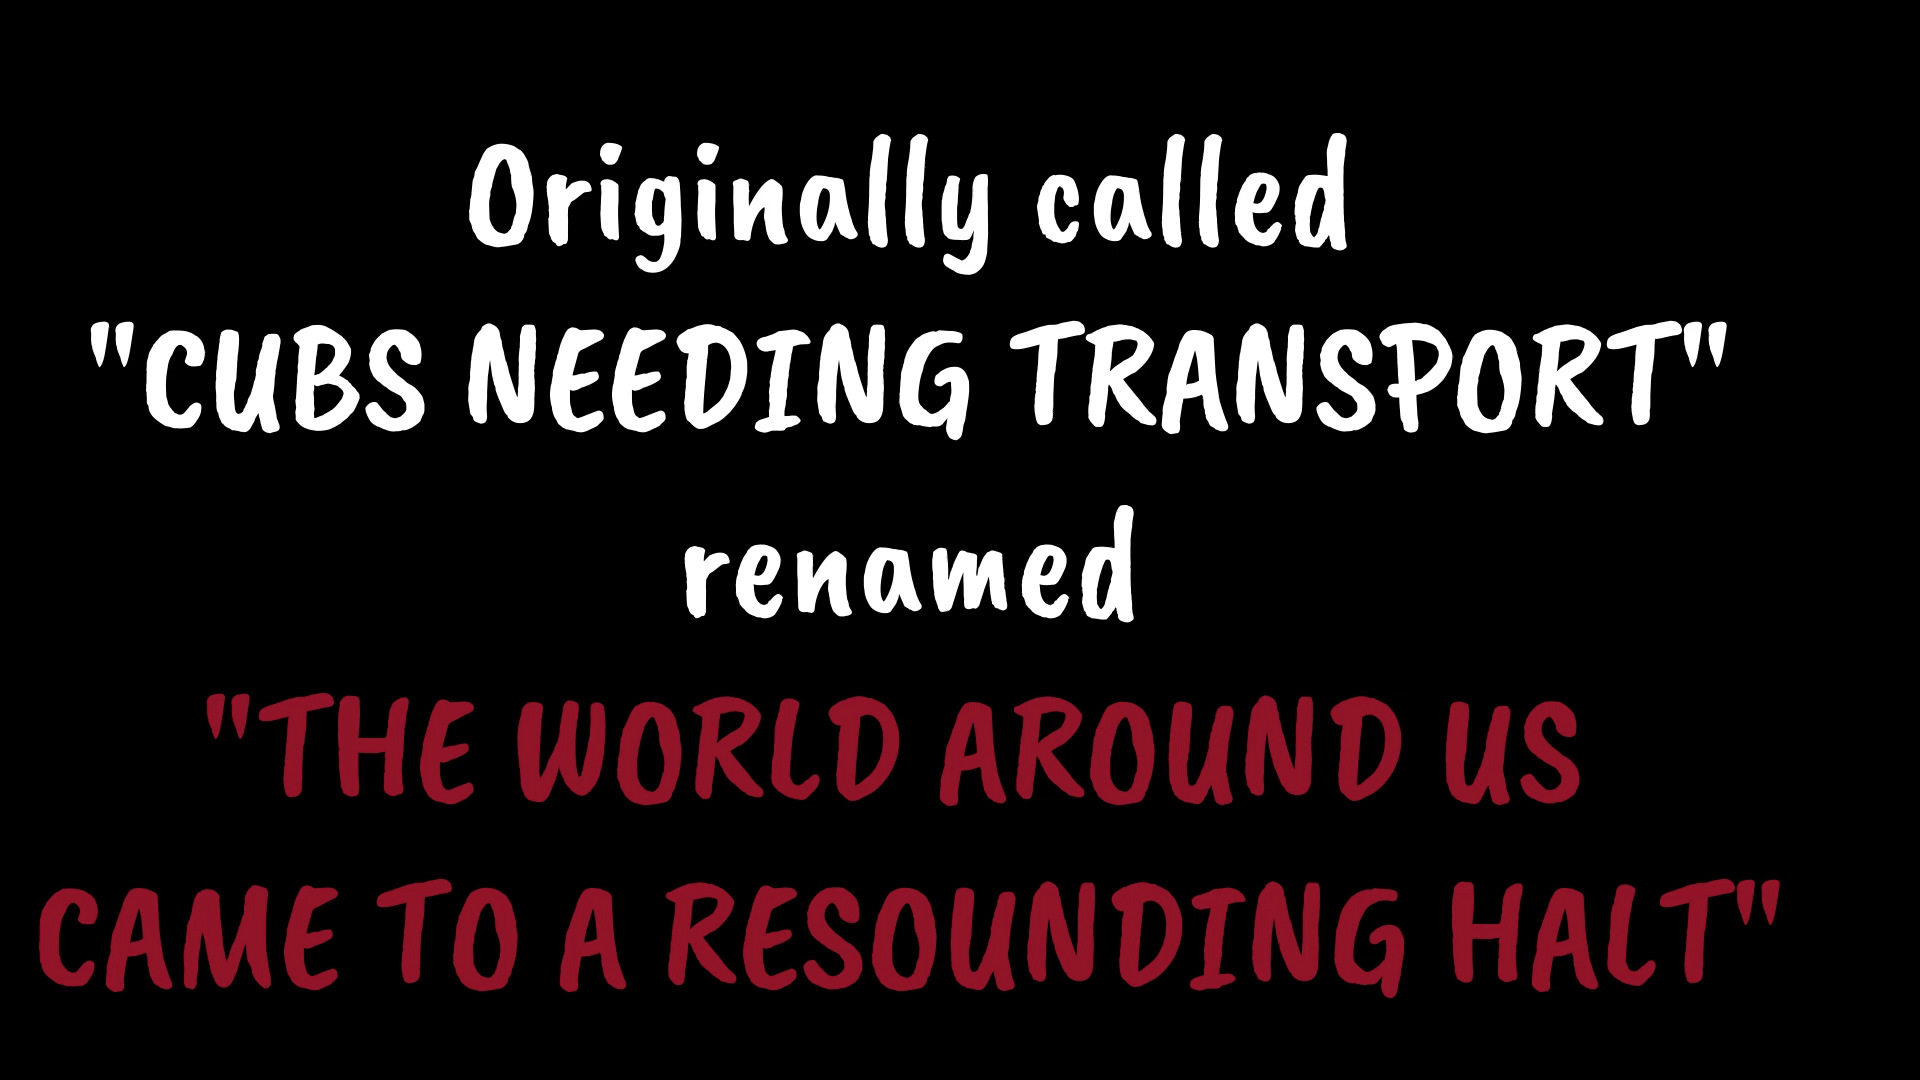 Originally called
"CUBS NEEDING TRANSPORT"
renamed
"THE WORLD AROUND US
CAME TO A RESOUNDING HALT"